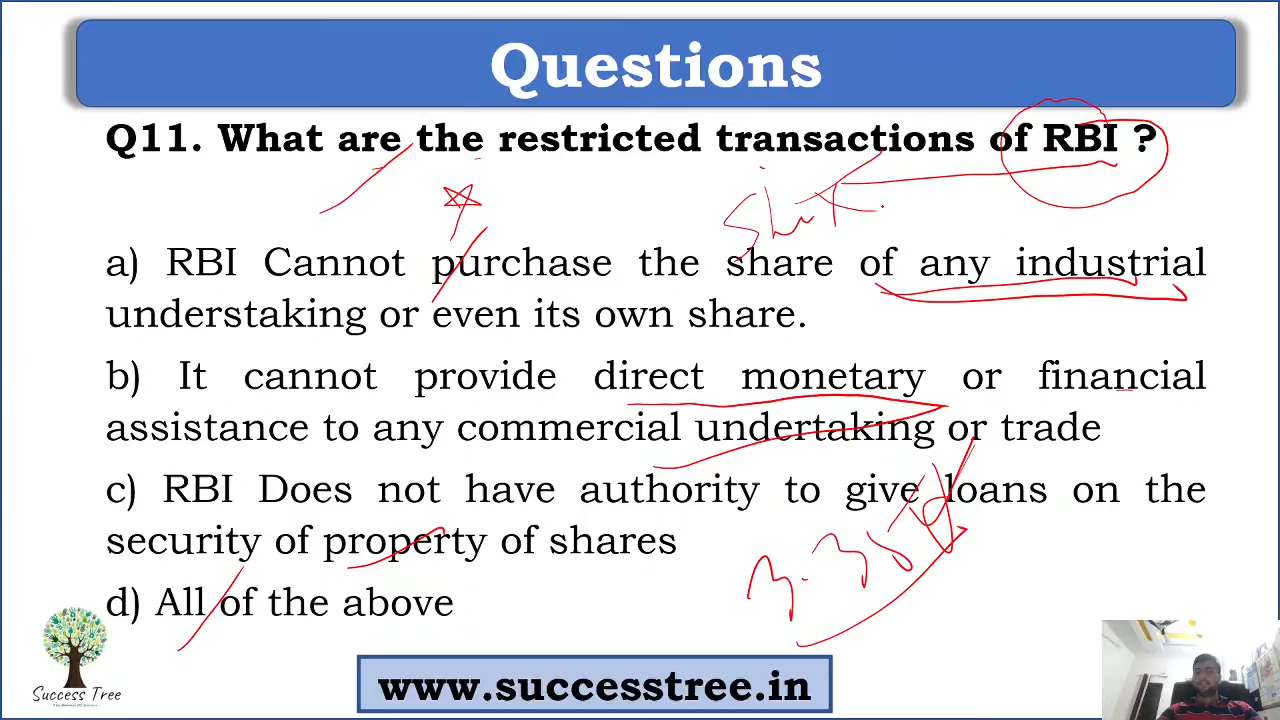 Questions
Q11. What are the restricted transactions of RBI ?
a) RBI Cannot purchase the share of any industrial
understaking or even its own share.
b) It cannot provide direct monetary or financial
assistance to any commercial undertaking or trade
c) RBI Does not have authority to give loans on the
security of property of shares
d) All of the above
Success Tree
www.successtree.in